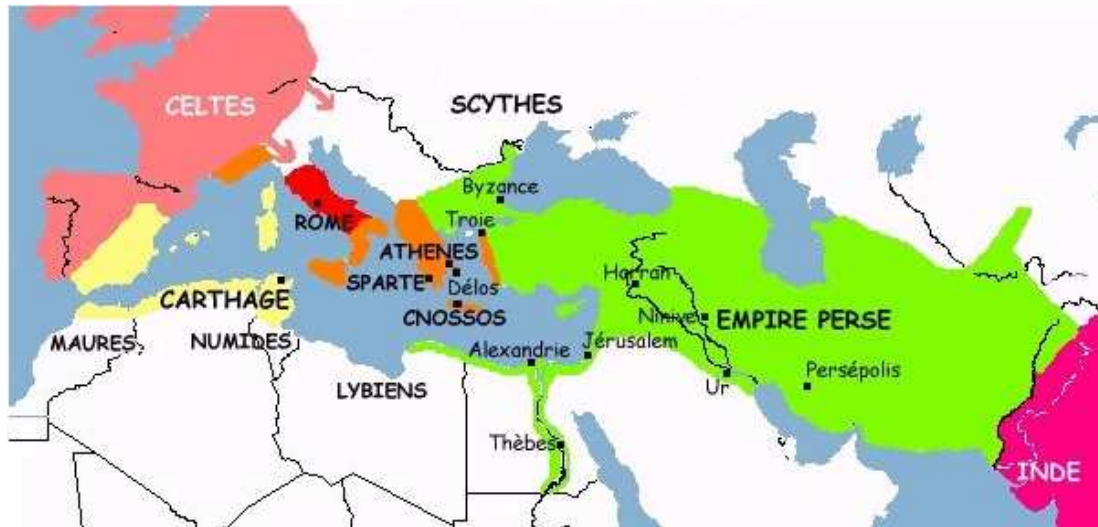 CELTES
SCYTHES
Byzance
ROME
Troie
ATHENES
SPARTE
Délos
Harran
CARTHAGE
CNOSSOS
Ninive
EMPIRE PERSE
MAURES
NUMIDES
Alexandrie
Jérusalem
LYBIENS
Ur
Persépolis
Thèbes
INDE